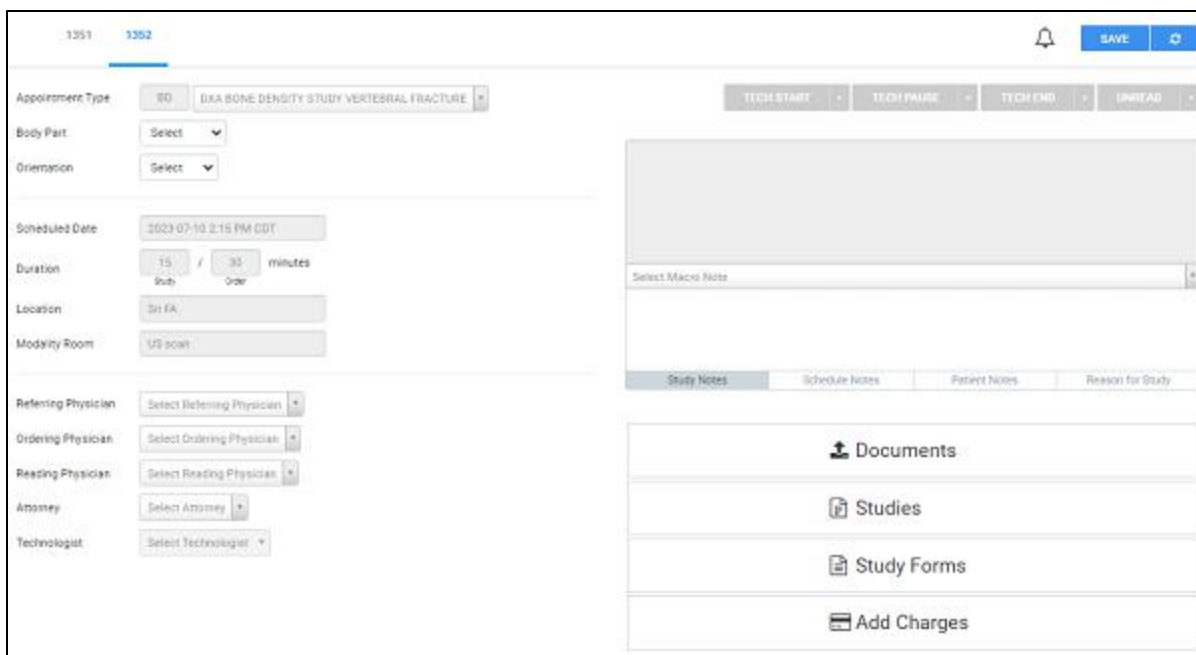 1351 1352
SAVE
Appointment Type BD DXA BONE DENSITY STUDY VERTEBRAL FRACTURE
TECH START TECH PAUSE TECH END UNREAD
Body Part Select
Orientation Select
Scheduled Date 2023-07-10 2:15 PM CDT
Duration 15 / 30 minutes
Study Order
Select Macro Note
Location
Modality Room US scan
Study Notes Schedule Notes Patient Notes Reason for Study
Referring Physician Select Referring Physician
Ordering Physician Select Ordering Physician
Reading Physician Select Reading Physician
Attorney Select Attorney
Technologist Select Technologist
Documents
Studies
Study Forms
Add Charges